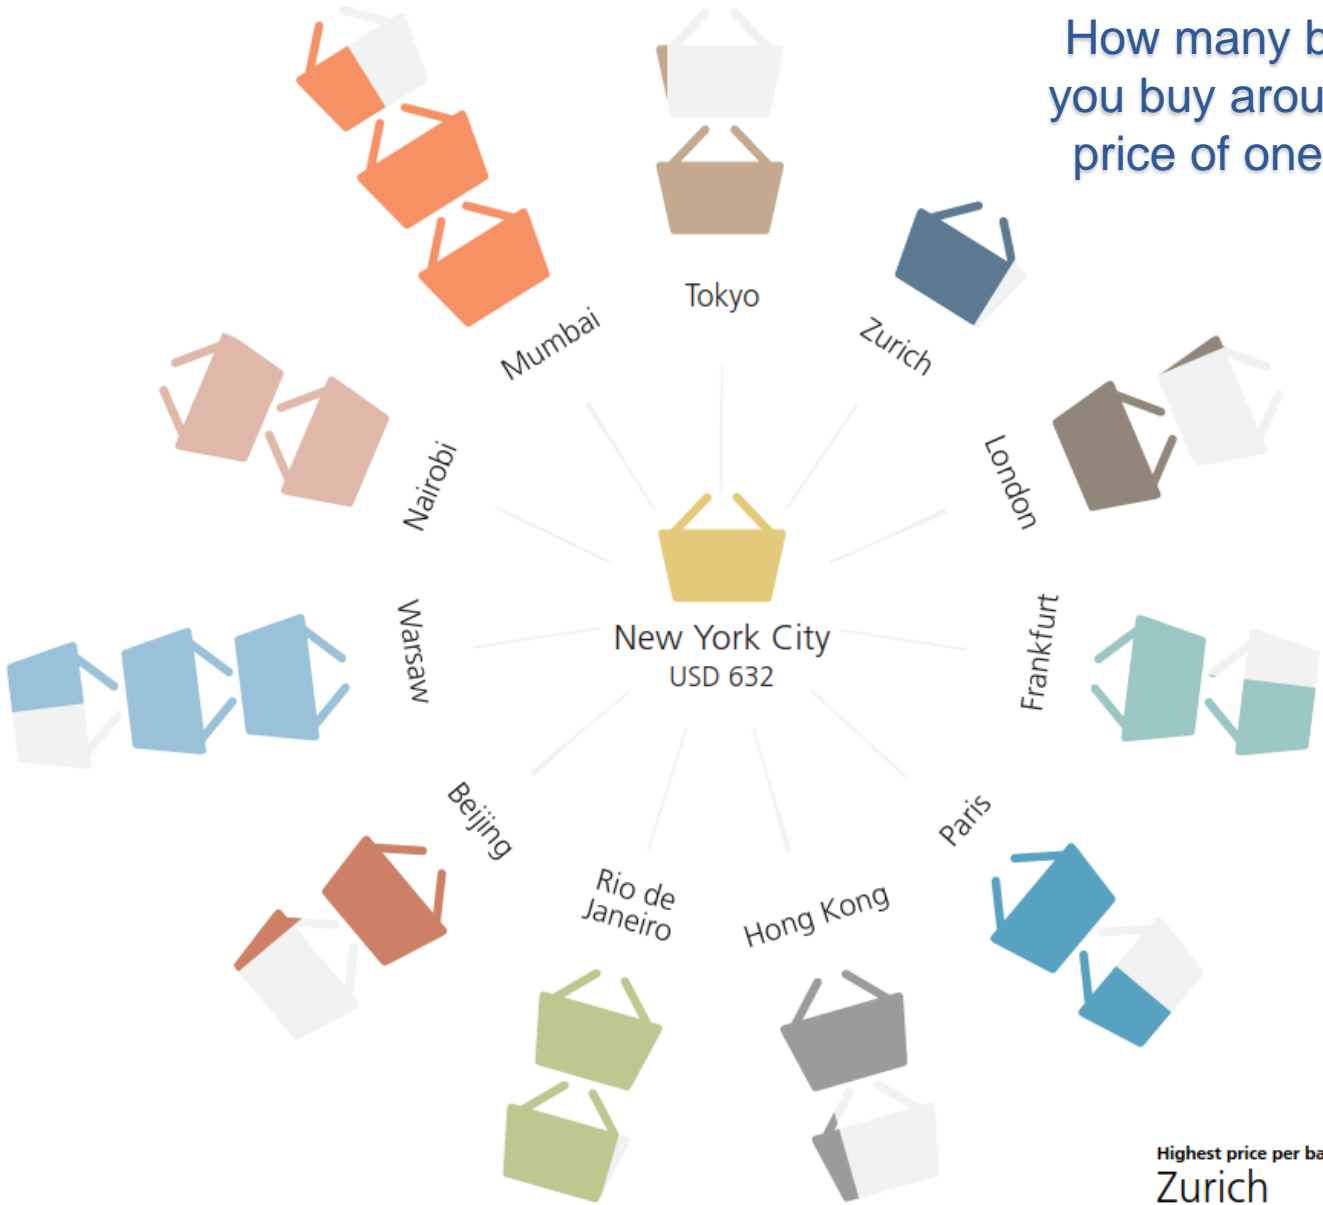 How many b
you buy arou
price of one
Tokyo
Mumbai
Zurich
Nairobi
London
Warsaw
New York City
USD 632
Frankfurt
Beijing
Paris
Rio de
Janeiro
Hong Kong
Highest price per ba
Zurich